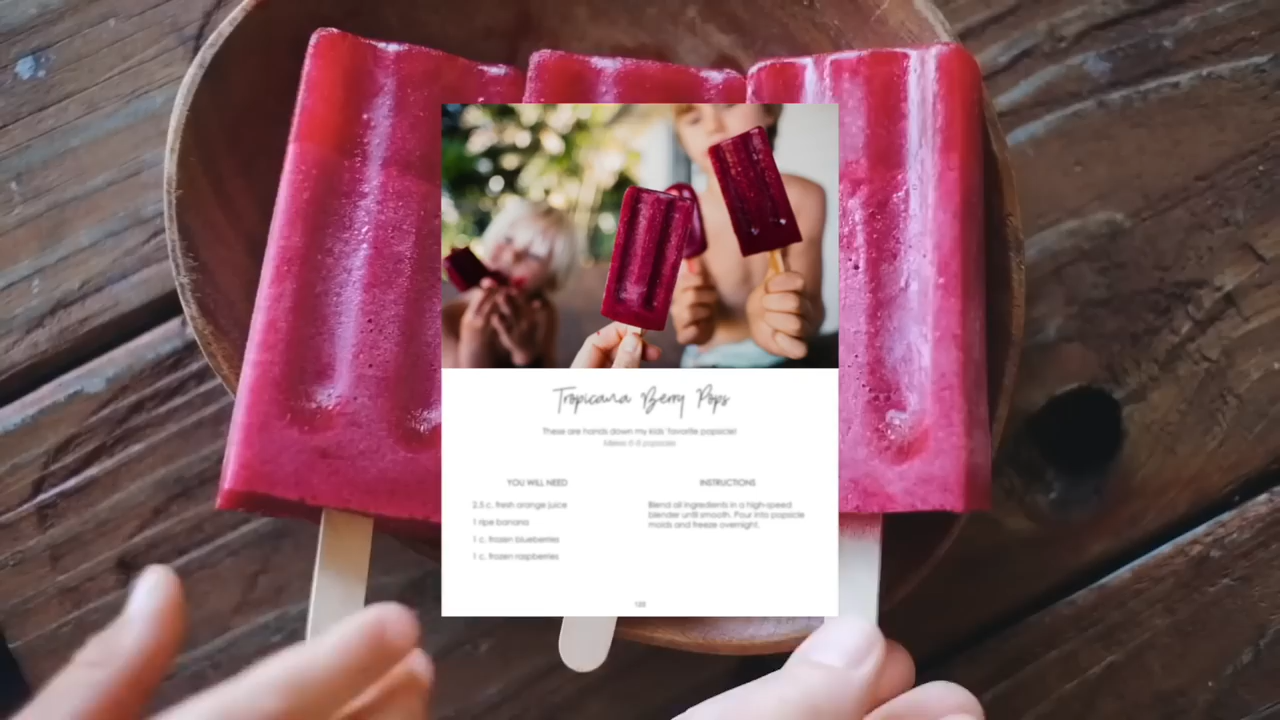 Tropicana Berry Pops
These are hands down my kids' favorite popsicle!
Makes 6-8 popsicles
YOU WILL NEED
2.5 c. fresh orange juice
1 ripe banana
1 c. frozen blueberries
1 c. frozen raspberries
INSTRUCTIONS
Blend all ingredients in a high-speed
blender until smooth. Pour into popsicle
molds and freeze overnight.